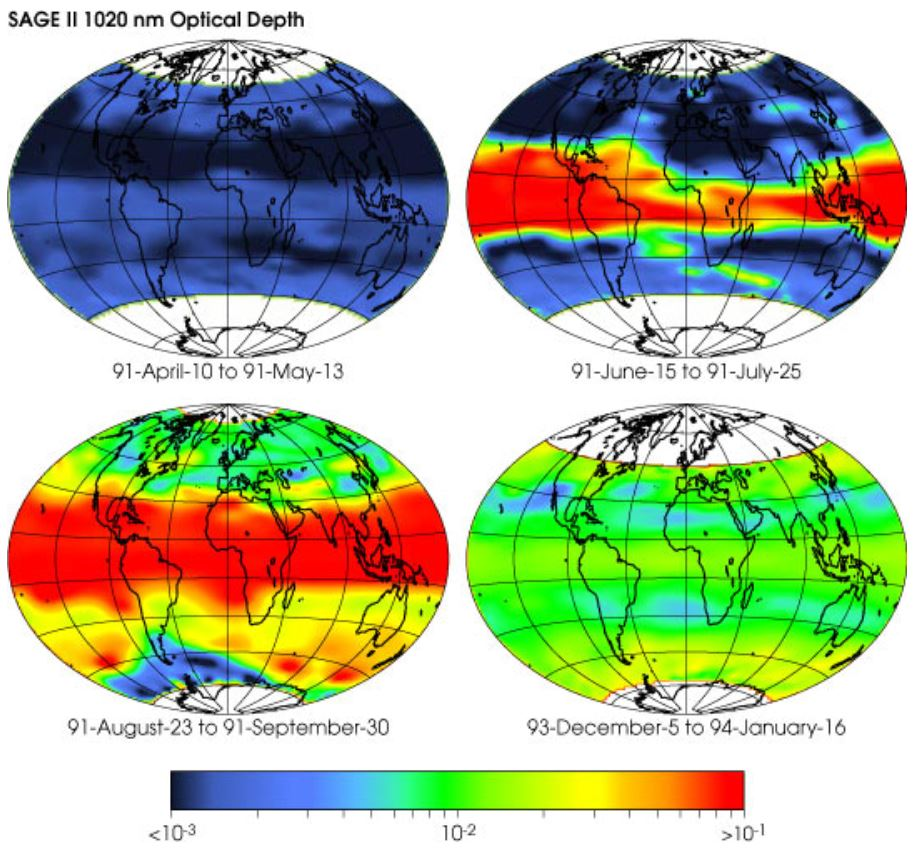 SAGE II 1020 nm Optical Depth
91-April-10 to 91-May-13
91-June-15 to 91-July-25
91-August-23 to 91-September-30
93-December-5 to 94-January-16
<10-3
10-2
>10-1